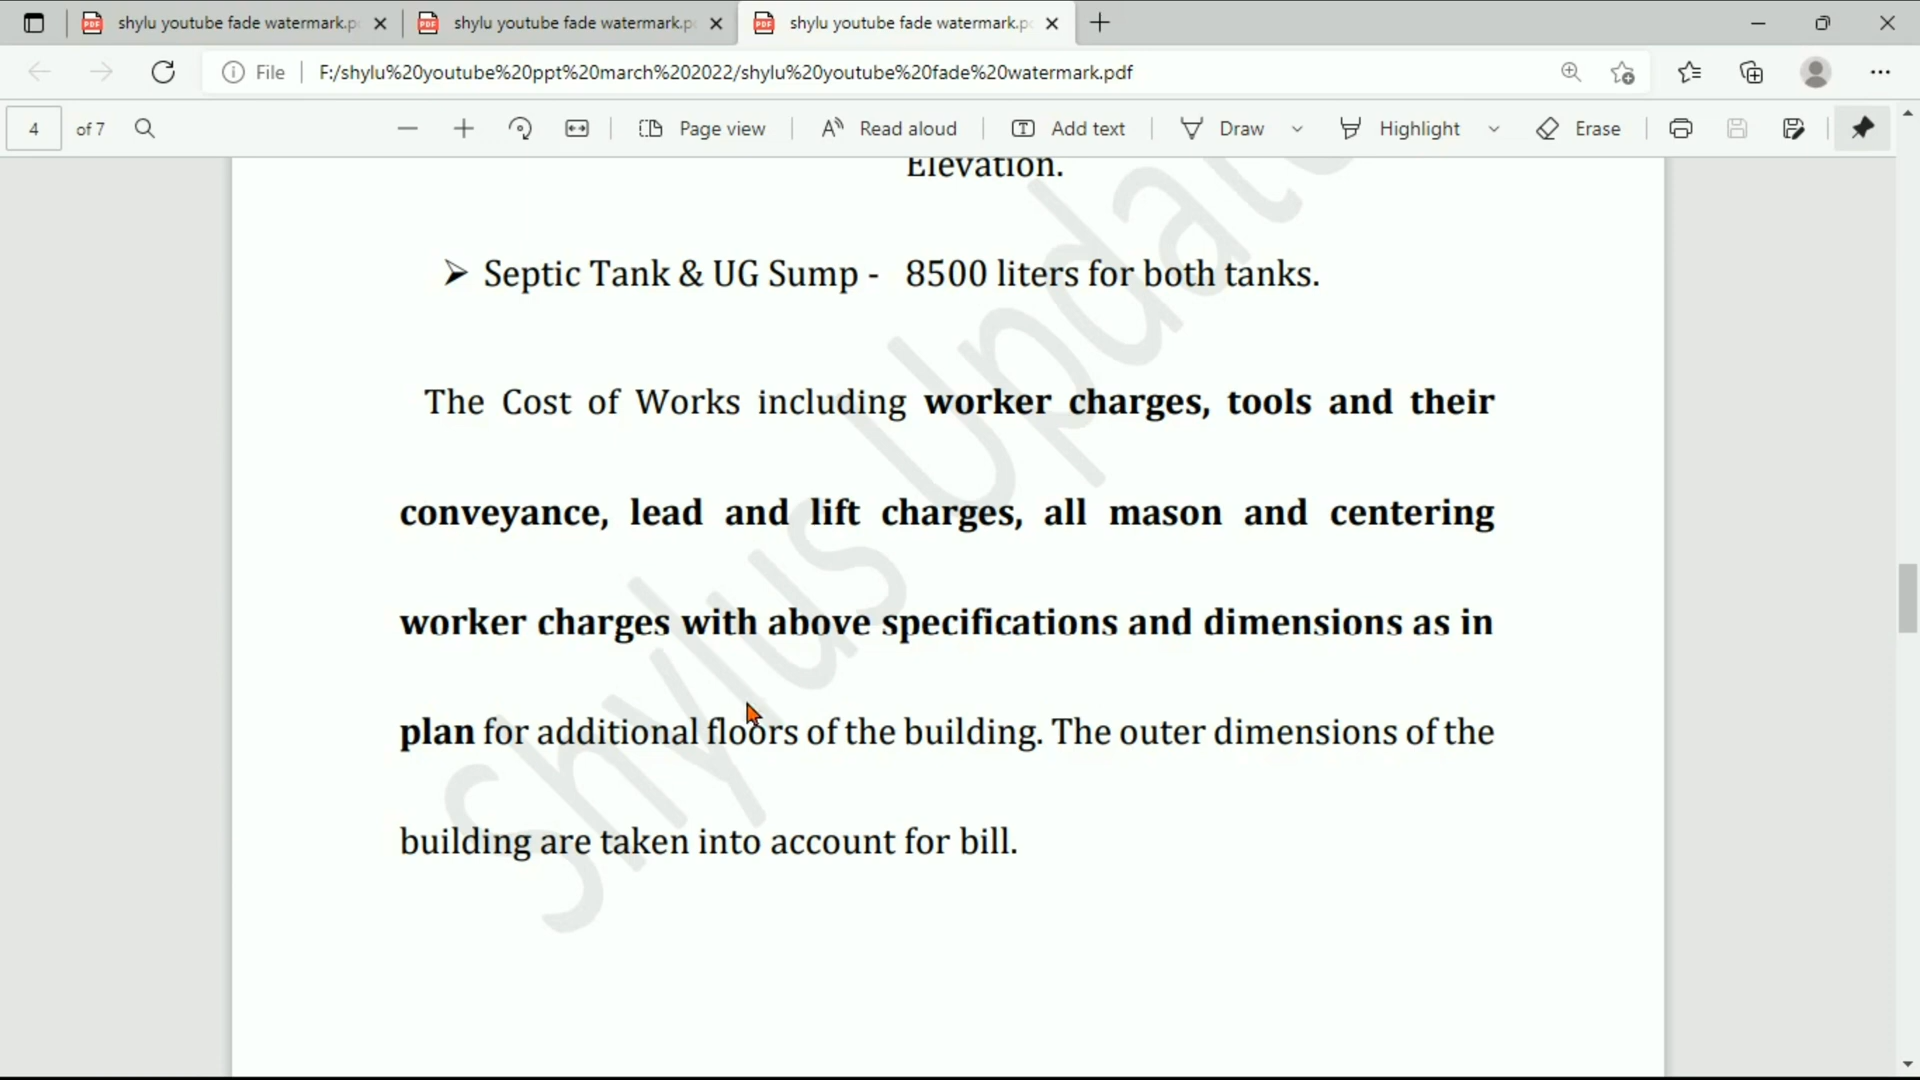 shylu youtube fade watermark.p
shylu youtube fade watermark.p
shylu youtube fade watermark.p
File
F:/shylu%20youtube%20ppt%20march%202022/shylu%20youtube%20fade%20watermark.pdf
4 of 7
Page view
Read aloud
Add text
Draw
Highlight
Erase
Elevation.
➢ Septic Tank & UG Sump - 8500 liters for both tanks.
The Cost of Works including worker charges, tools and their
conveyance, lead and lift charges, all mason and centering
worker charges with above specifications and dimensions as in
plan for additional floors of the building. The outer dimensions of the
building are taken into account for bill.
Shylus Updat